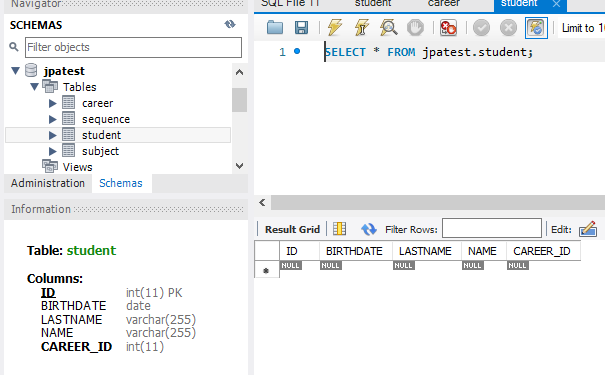 Navigator
SCHEMAS
Filter objects
jpatest
Tables
career
sequence
student
subject
Views
Administration Schemas
Information
Table: student
Columns:
ID int(11) PK
BIRTHDATE date
LASTNAME varchar(255)
NAME varchar(255)
CAREER_ID int(11)
SQL File 11 student career student
Limit to 10
1 SELECT * FROM jpatest.student;
Result Grid Filter Rows: Edit:
ID BIRTHDATE LASTNAME NAME CAREER_ID
NULL NULL NULL NULL NULL